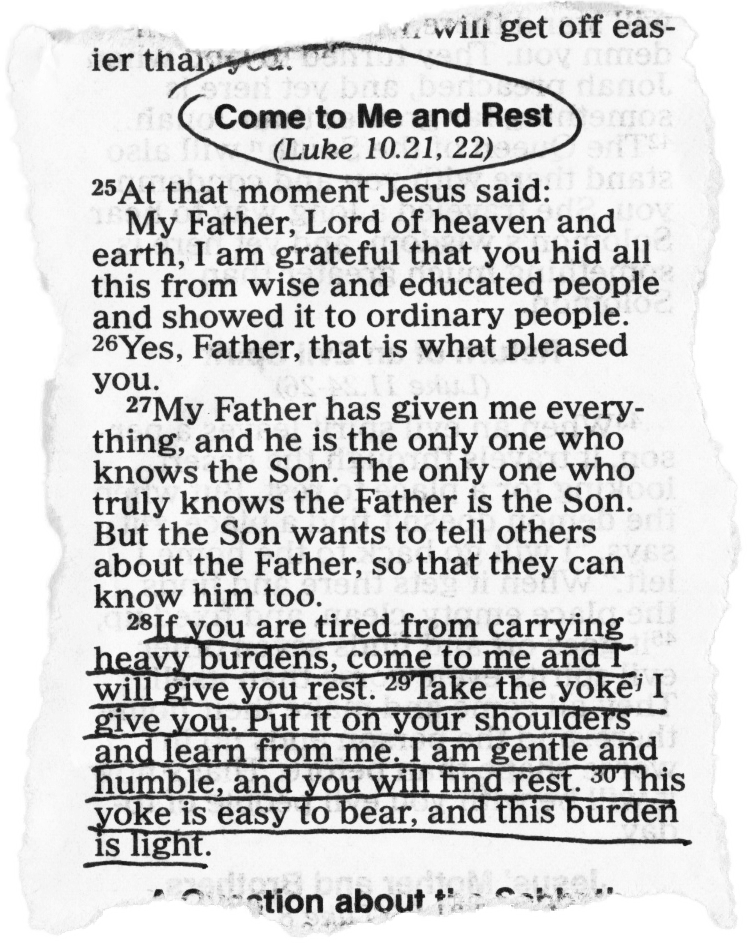 will get off eas-
ier than you.
Come to Me and Rest
(Luke 10.21, 22)
25At that moment Jesus said:
My Father, Lord of heaven and
earth, I am grateful that you hid all
this from wise and educated people
and showed it to ordinary people.
26Yes, Father, that is what pleased
you.
27My Father has given me every-
thing, and he is the only one who
knows the Son. The only one who
truly knows the Father is the Son.
But the Son wants to tell others
about the Father, so that they can
know him too.
28If you are tired from carrying
heavy burdens, come to me and I
will give you rest. 29Take the yokej I
give you. Put it on your shoulders
and learn from me. I am gentle and
humble, and you will find rest. 30This
yoke is easy to bear, and this burden
is light.
A Question about the Sabbath